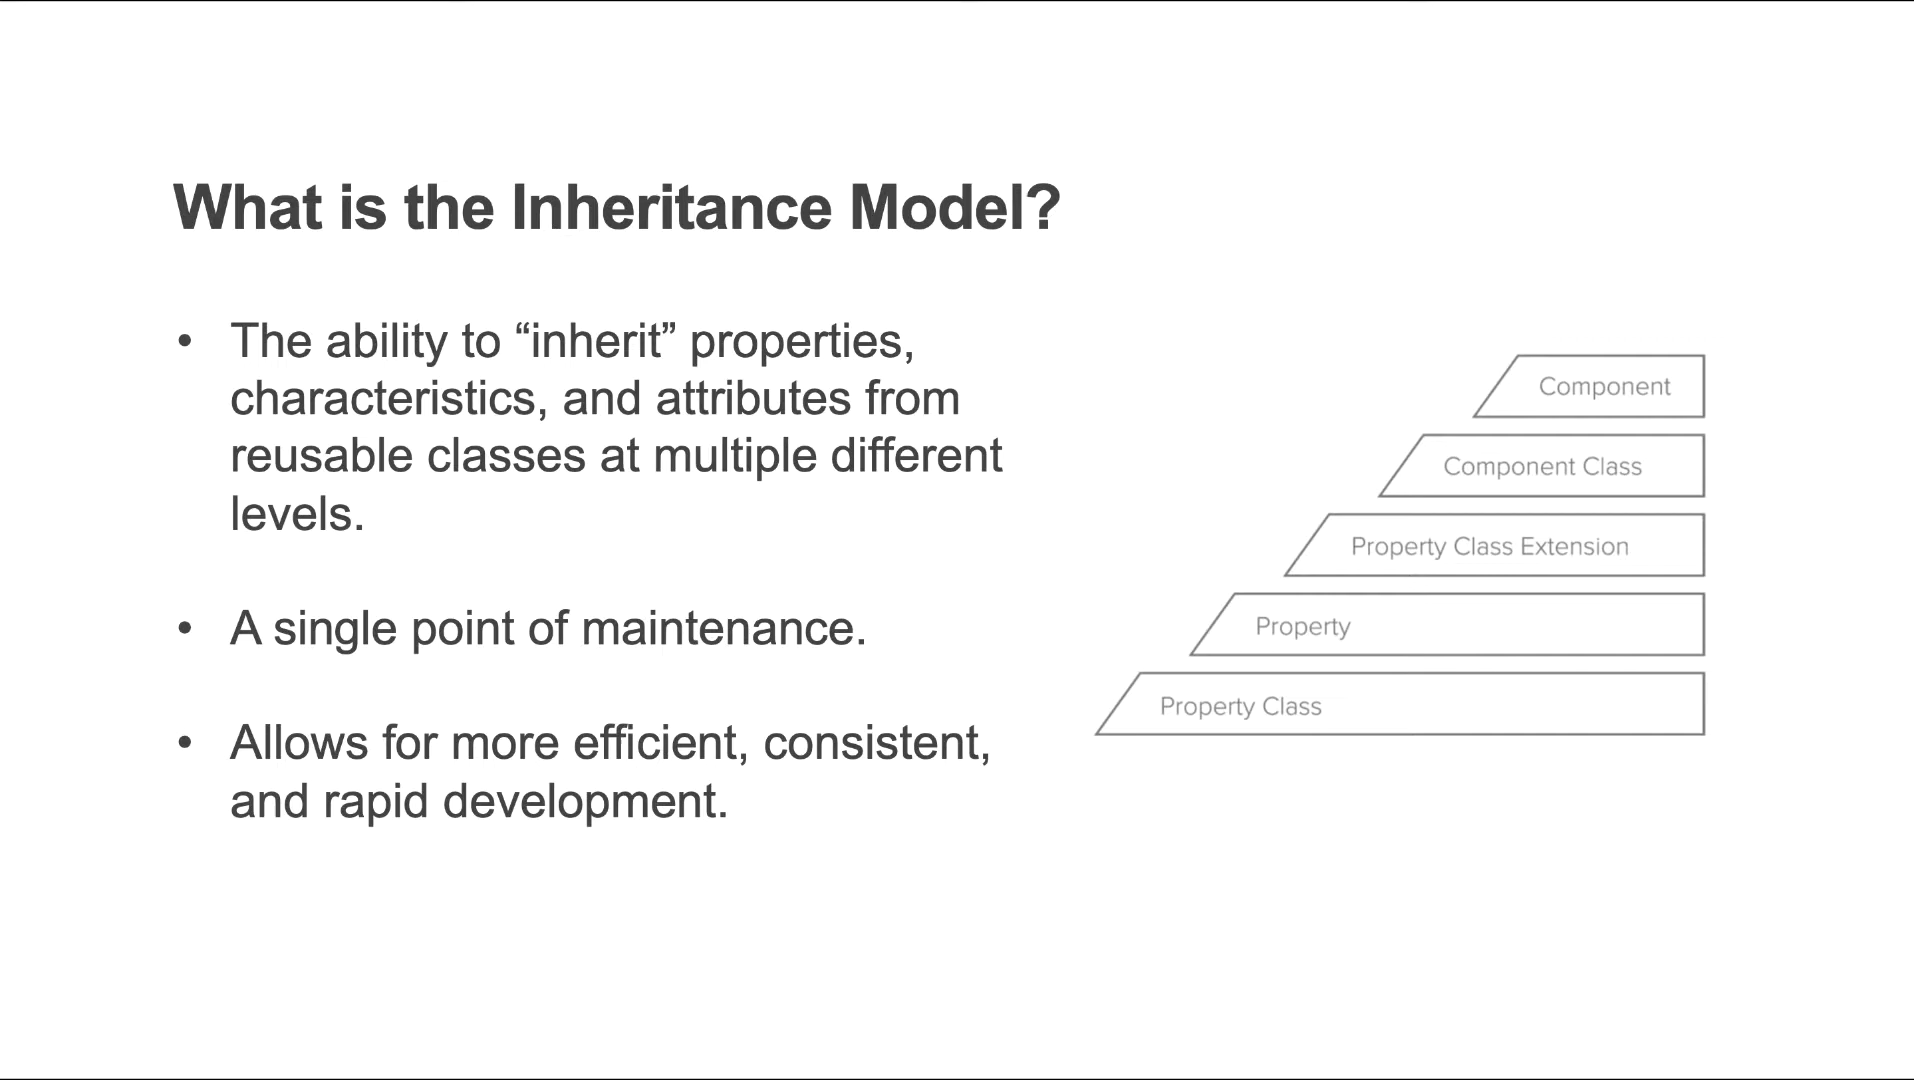 What is the Inheritance Model?
• The ability to “inherit” properties,
characteristics, and attributes from
reusable classes at multiple different
levels.
• A single point of maintenance.
• Allows for more efficient, consistent,
and rapid development.
Component
Component Class
Property Class Extension
Property
Property Class